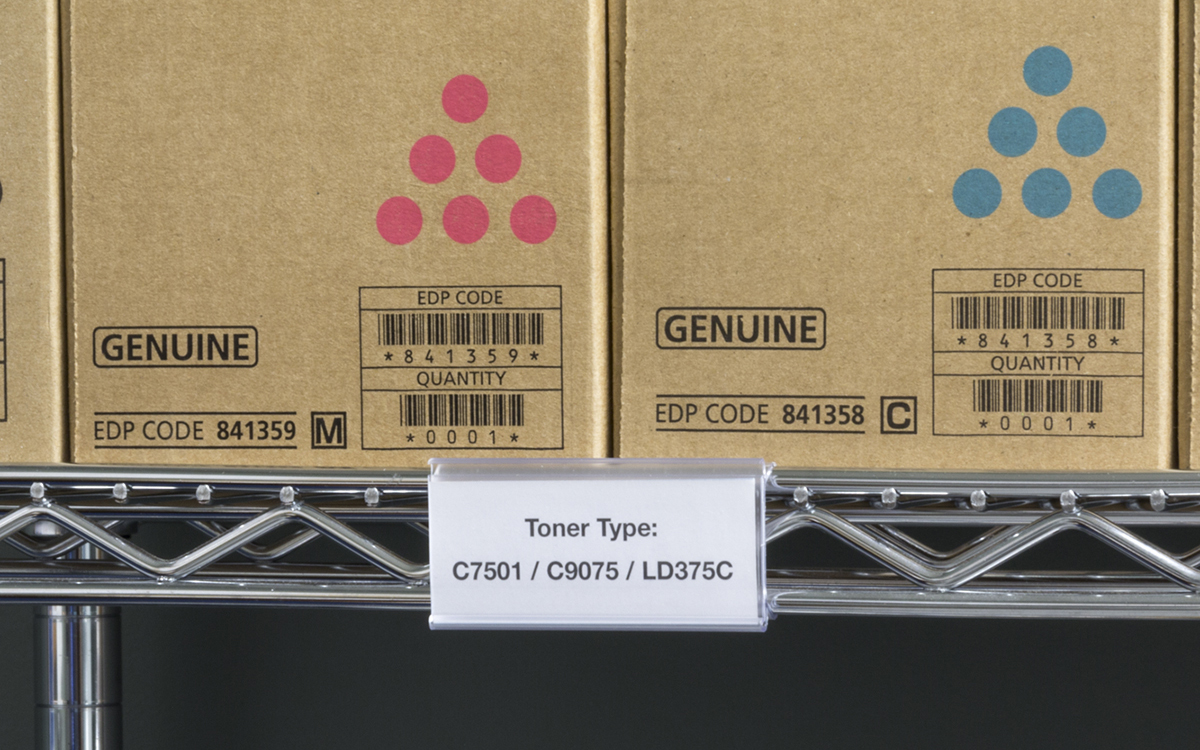 GENUINE
EDP CODE 841359 M
EDP CODE
*841359*
QUANTITY
*0001*
GENUINE
EDP CODE 841358 C
EDP CODE
*841358*
QUANTITY
*0001*
Toner Type:
C7501 / C9075 / LD375C